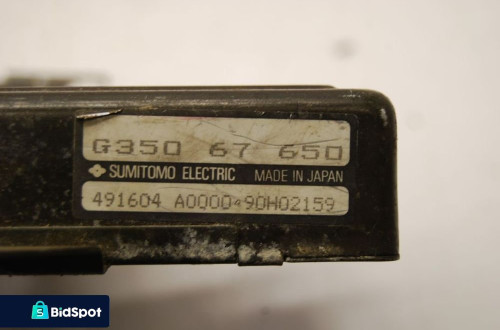 G350 67 650
SUMITOMO ELECTRIC MADE IN JAPAN
491604 A0000 90H02159
BidSpot